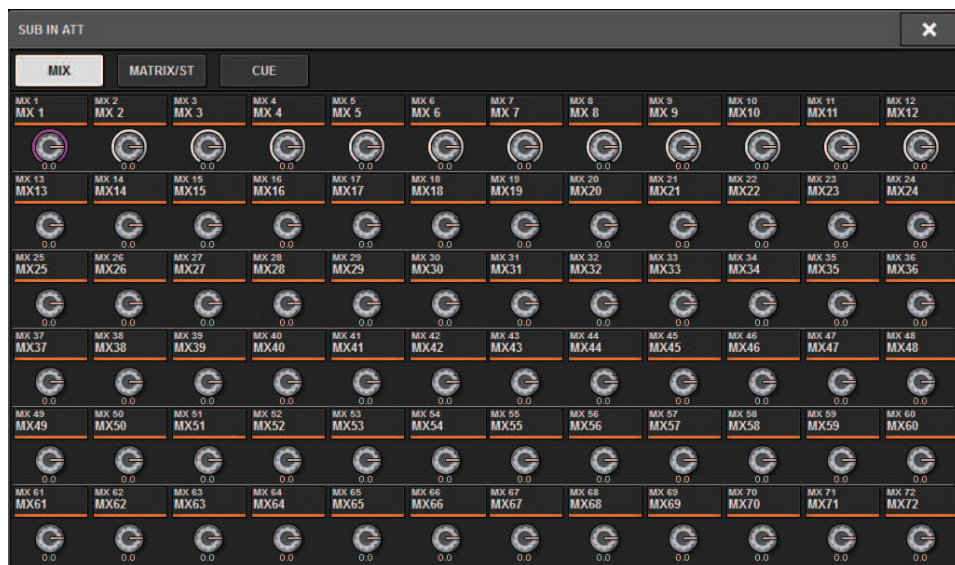 SUB IN ATT
MIX MATRIX/ST CUE
MX 1 MX 2 MX 3 MX 4 MX 5 MX 6 MX 7 MX 8 MX 9 MX 10 MX 11 MX 12
MX 1 MX 2 MX 3 MX 4 MX 5 MX 6 MX 7 MX 8 MX 9 MX10 MX11 MX12
0.0 0.0 0.0 0.0 0.0 0.0 0.0 0.0 0.0 0.0 0.0 0.0
MX 13 MX 14 MX 15 MX 16 MX 17 MX 18 MX 19 MX 20 MX 21 MX 22 MX 23 MX 24
MX13 MX14 MX15 MX16 MX17 MX18 MX19 MX20 MX21 MX22 MX23 MX24
0.0 0.0 0.0 0.0 0.0 0.0 0.0 0.0 0.0 0.0 0.0 0.0
MX 25 MX 26 MX 27 MX 28 MX 29 MX 30 MX 31 MX 32 MX 33 MX 34 MX 35 MX 36
MX25 MX26 MX27 MX28 MX29 MX30 MX31 MX32 MX33 MX34 MX35 MX36
0.0 0.0 0.0 0.0 0.0 0.0 0.0 0.0 0.0 0.0 0.0 0.0
MX 37 MX 38 MX 39 MX 40 MX 41 MX 42 MX 43 MX 44 MX 45 MX 46 MX 47 MX 48
MX37 MX38 MX39 MX40 MX41 MX42 MX43 MX44 MX45 MX46 MX47 MX48
0.0 0.0 0.0 0.0 0.0 0.0 0.0 0.0 0.0 0.0 0.0 0.0
MX 49 MX 50 MX 51 MX 52 MX 53 MX 54 MX 55 MX 56 MX 57 MX 58 MX 59 MX 60
MX49 MX50 MX51 MX52 MX53 MX54 MX55 MX56 MX57 MX58 MX59 MX60
0.0 0.0 0.0 0.0 0.0 0.0 0.0 0.0 0.0 0.0 0.0 0.0
MX 61 MX 62 MX 63 MX 64 MX 65 MX 66 MX 67 MX 68 MX 69 MX 70 MX 71 MX 72
MX61 MX62 MX63 MX64 MX65 MX66 MX67 MX68 MX69 MX70 MX71 MX72
0.0 0.0 0.0 0.0 0.0 0.0 0.0 0.0 0.0 0.0 0.0 0.0